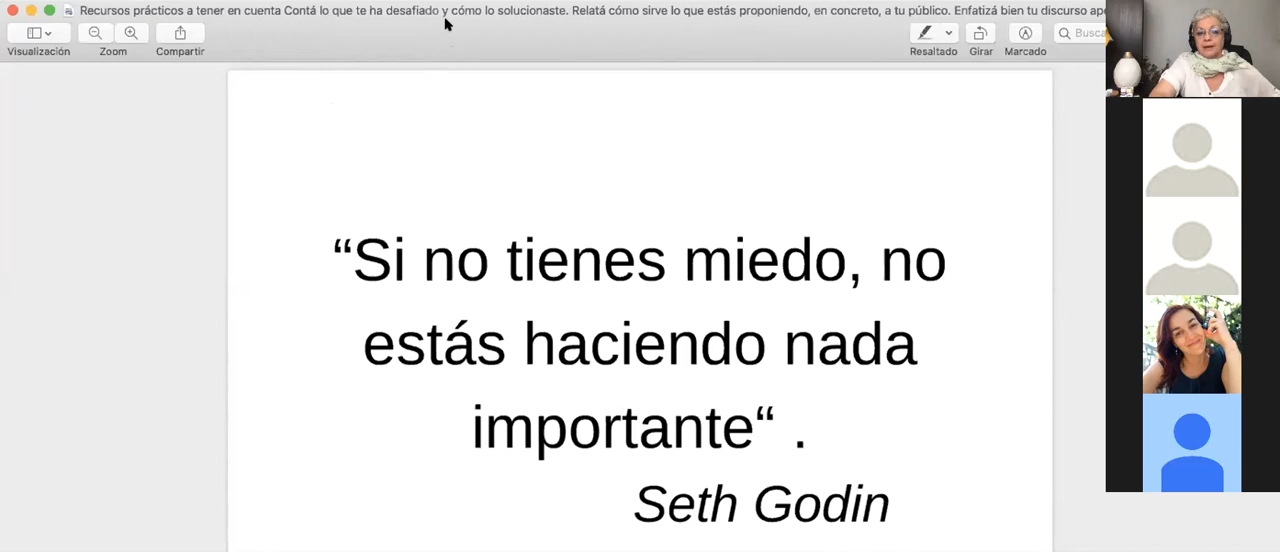 Recursos prácticos a tener en cuenta Contá lo que te ha desafiado y cómo lo solucionaste. Relatá cómo sirve lo que estás proponiendo, en concreto, a tu público. Enfatizá bien tu discurso
Visualización
Zoom
Compartir
Resaltado
Girar
Marcado
“Si no tienes miedo, no
estás haciendo nada
importante“ .
Seth Godin